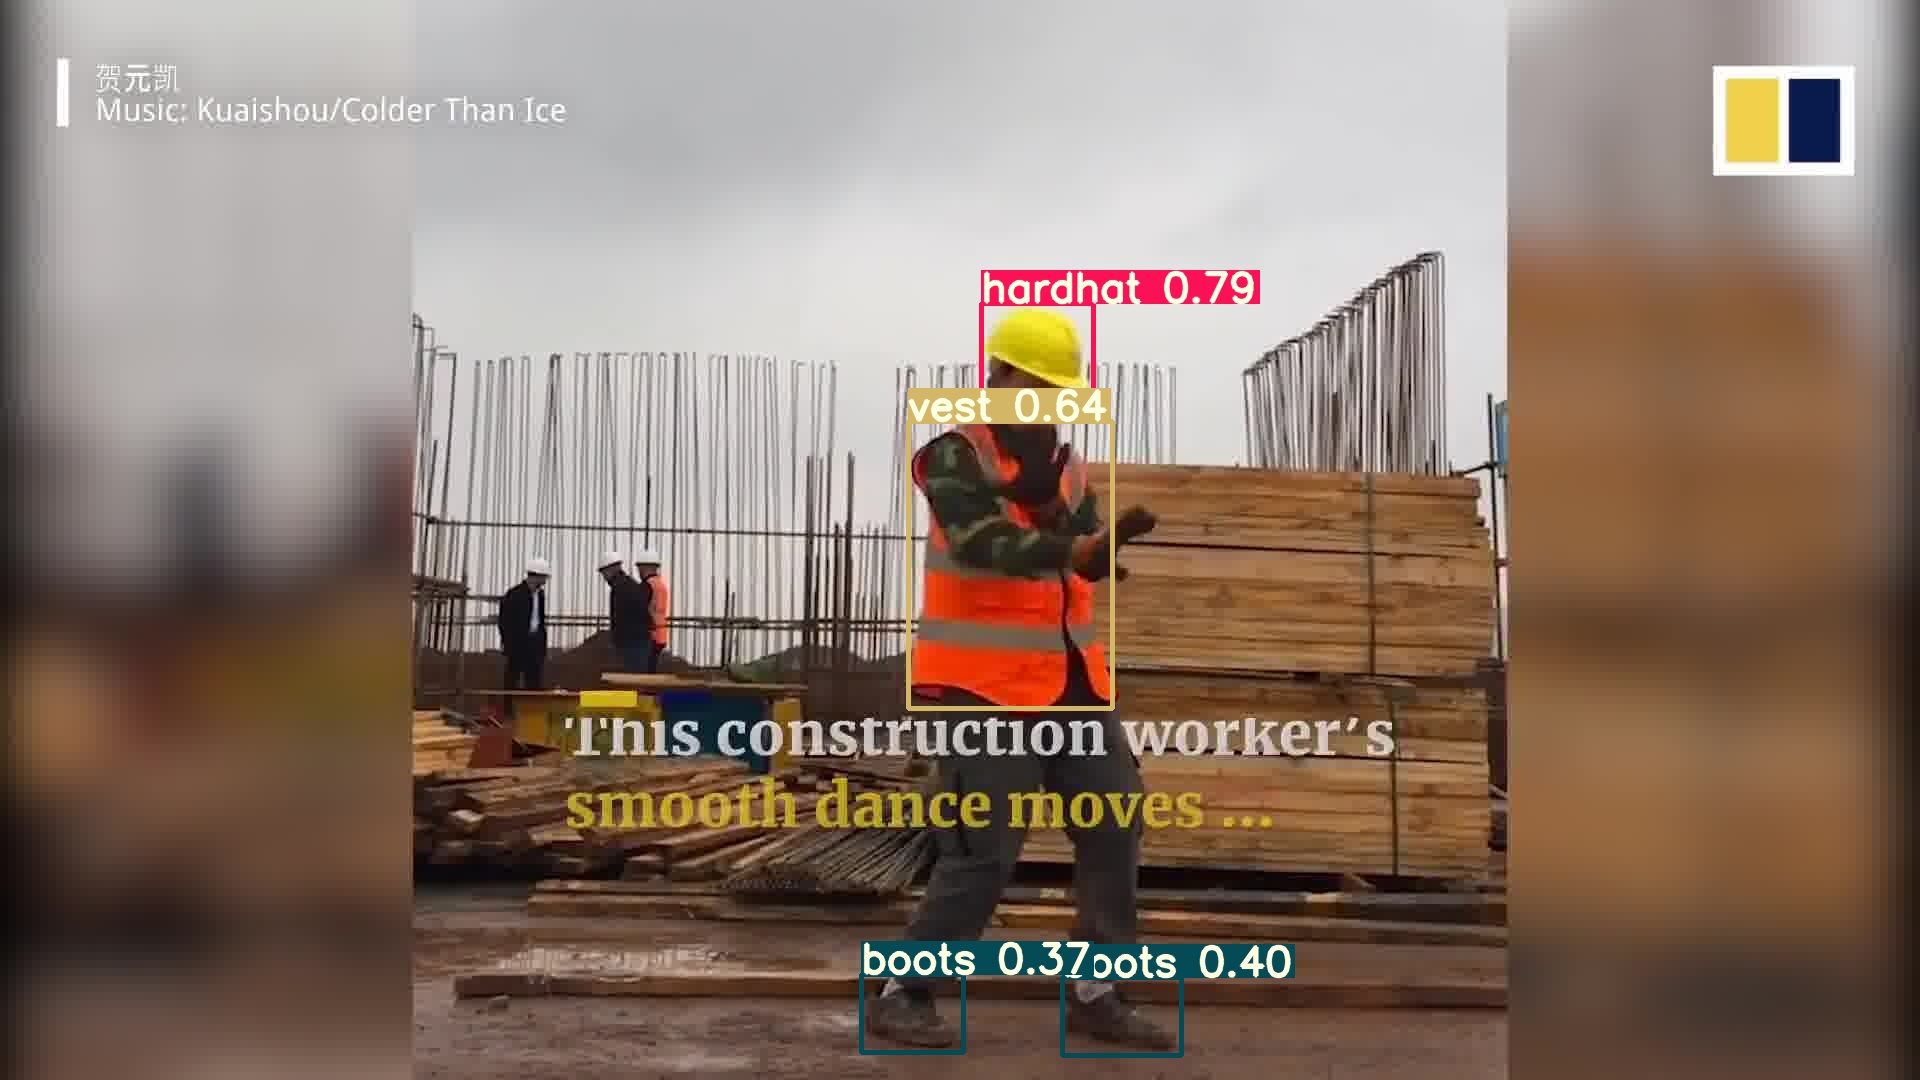 贺元凯
Music: Kuaishou/Colder Than Ice
hardhat 0.79
vest 0.64
This construction worker's
smooth dance moves ...
boots 0.37
oots 0.40